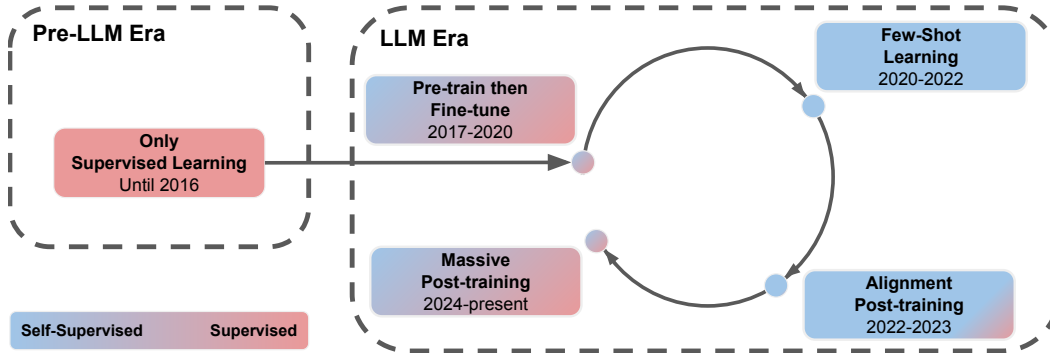 Pre-LLM Era
Only
Supervised Learning
Until 2016
LLM Era
Pre-train then
Fine-tune
2017-2020
Few-Shot
Learning
2020-2022
Alignment
Post-training
2022-2023
Massive
Post-training
2024-present
Self-Supervised Supervised